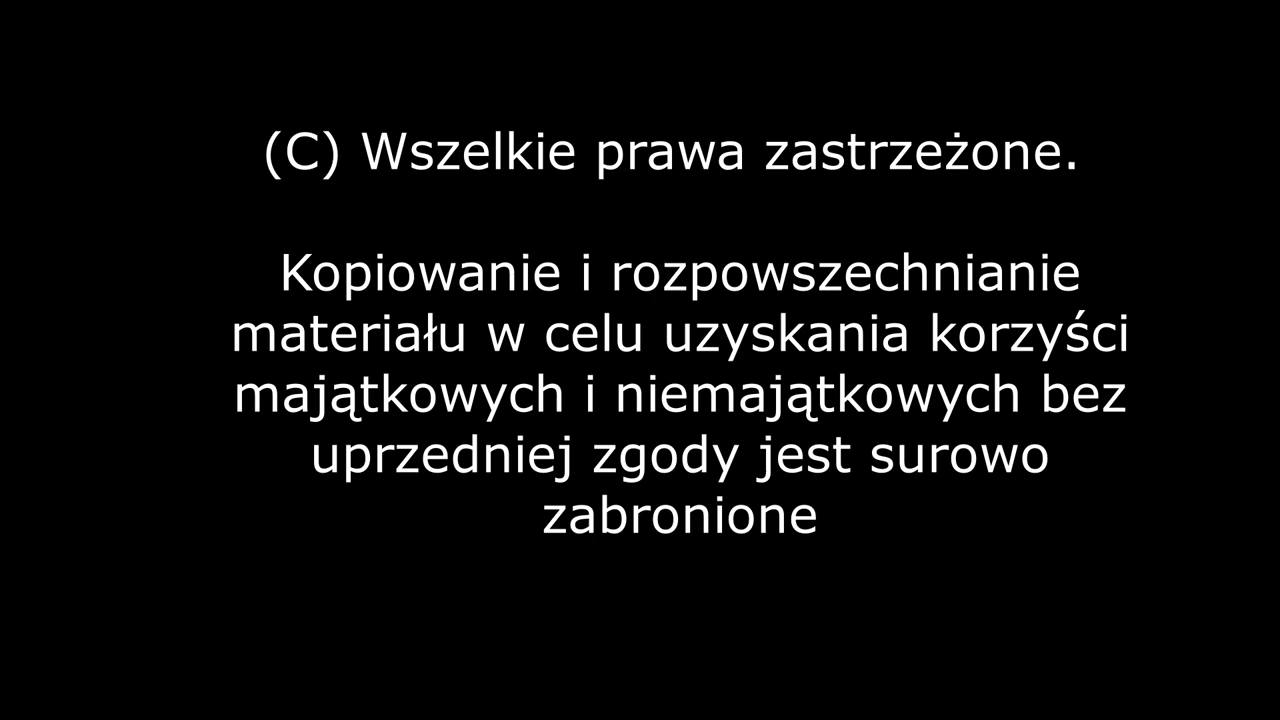 (C) Wszelkie prawa zastrzeżone.
Kopiowanie i rozpowszechnianie
materiału w celu uzyskania korzyści
majątkowych i niemajątkowych bez
uprzedniej zgody jest surowo
zabronione